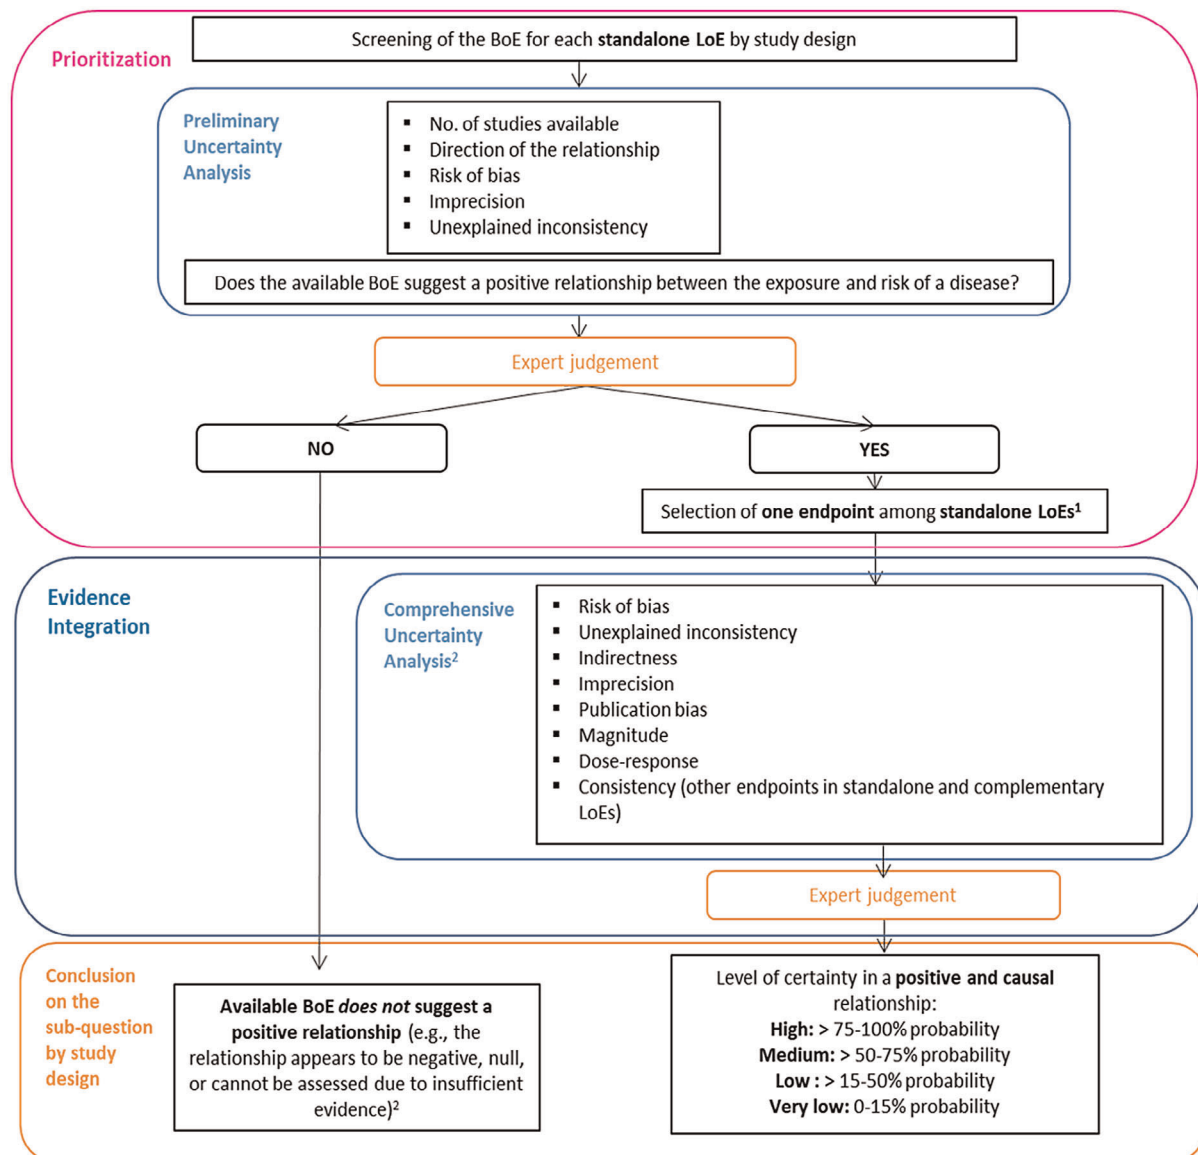 Prioritization
Screening of the BoE for each standalone LoE by study design
Preliminary
Uncertainty
Analysis
▪ No. of studies available
▪ Direction of the relationship
▪ Risk of bias
▪ Imprecision
▪ Unexplained inconsistency
Does the available BoE suggest a positive relationship between the exposure and risk of a disease?
Expert judgement
NO
YES
Selection of one endpoint among standalone LoEs¹
Evidence
Integration
Comprehensive
Uncertainty
Analysis²
▪ Risk of bias
▪ Unexplained inconsistency
▪ Indirectness
▪ Imprecision
▪ Publication bias
▪ Magnitude
▪ Dose-response
▪ Consistency (other endpoints in standalone and complementary
LoEs)
Expert judgement
Conclusion
on the
sub-question
by study
design
Available BoE does not suggest a
positive relationship (e.g., the
relationship appears to be negative, null,
or cannot be assessed due to insufficient
evidence)²
Level of certainty in a positive and causal
relationship:
High: > 75-100% probability
Medium: > 50-75% probability
Low : > 15-50% probability
Very low: 0-15% probability